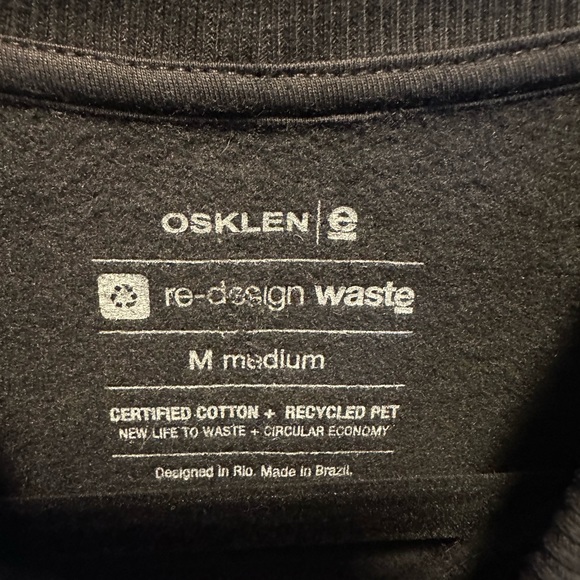 OSKLEN | e
re-design waste
M medium
CERTIFIED COTTON + RECYCLED PET
NEW LIFE TO WASTE + CIRCULAR ECONOMY
Designed in Rio. Made in Brazil.